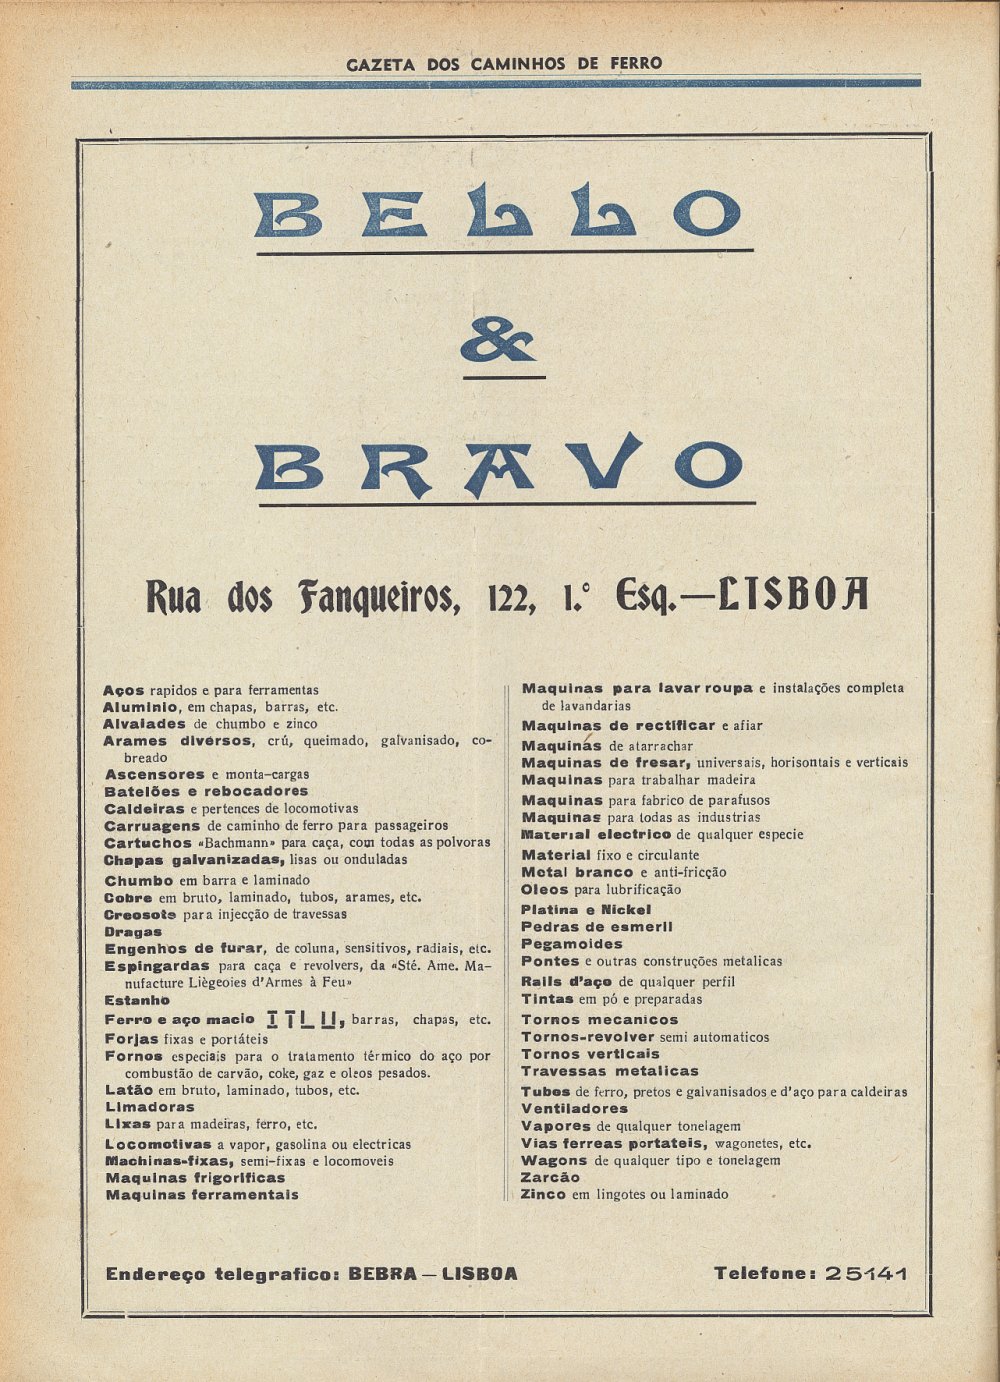 GAZETA DOS CAMINHOS DE FERRO
BELLO
&
BRAVO
Rua dos Fanqueiros, 122, 1.º Esq.—LISBOA
Aços rapidos e para ferramentas
Aluminio, em chapas, barras, etc.
Alvaiades de chumbo e zinco
Arames diversos, crú, queimado, galvanisado, co-
breado
Ascensores e monta-cargas
Batelões e rebocadores
Caldeiras e pertences de locomotivas
Carruagens de caminho de ferro para passageiros
Cartuchos «Bachmann» para caça, com todas as polvoras
Chapas galvanizadas, lisas ou onduladas
Chumbo em barra e laminado
Cobre em bruto, laminado, tubos, arames, etc.
Creosote para injecção de travessas
Dragas
Engenhos de furar, de coluna, sensitivos, radiais, etc.
Espingardas para caça e revolvers, da «Sté. Ame. Ma-
nufacture Liègeoies d'Armes à Feu»
Estanho
Ferro e aço macio I T L U, barras, chapas, etc.
Forjas fixas e portáteis
Fornos especiais para o tratamento térmico do aço por
combustão de carvão, coke, gaz e oleos pesados.
Latão em bruto, laminado, tubos, etc.
Limadoras
Lixas para madeiras, ferro, etc.
Locomotivas a vapor, gasolina ou electricas
Machinas-fixas, semi-fixas e locomoveis
Maquinas frigorificas
Maquinas ferramentais
Maquinas para lavar roupa e instalações completa
de lavandarias
Maquinas de rectificar e afiar
Maquinas de atarrachar
Maquinas de fresar, universais, horisontais e verticais
Maquinas para trabalhar madeira
Maquinas para fabrico de parafusos
Maquinas para todas as industrias
Material electrico de qualquer especie
Material fixo e circulante
Metal branco e anti-fricção
Oleos para lubrificação
Platina e Nickel
Pedras de esmeril
Pegamoides
Pontes e outras construções metalicas
Rails d'aço de qualquer perfil
Tintas em pó e preparadas
Tornos mecanicos
Tornos-revolver semi automaticos
Tornos verticais
Travessas metalicas
Tubos de ferro, pretos e galvanisados e d'aço para caldeiras
Ventiladores
Vapores de qualquer tonelagem
Vias ferreas portateis, wagonetes, etc.
Wagons de qualquer tipo e tonelagem
Zarcão
Zinco em lingotes ou laminado
Endereço telegrafico: BEBRA — LISBOA
Telefone: 25141